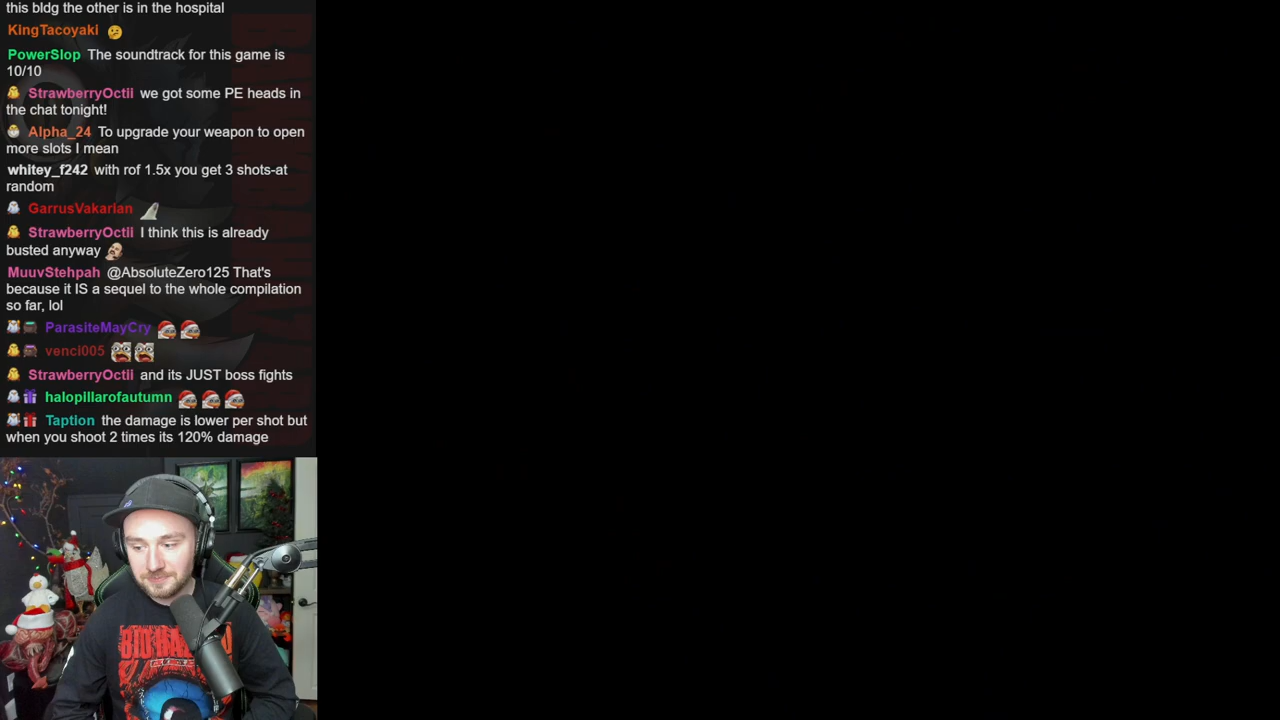 this bldg the other is in the hospital
KingTacoyaki
PowerSlop The soundtrack for this game is
10/10
StrawberryOctii we got some PE heads in
the chat tonight!
Alpha_24 To upgrade your weapon to open
more slots I mean
whitey_f242 with rof 1.5x you get 3 shots-at
random
GarrusVakarian
StrawberryOctii I think this is already
busted anyway
MuuvStehpah @AbsoluteZero125 That's
because it IS a sequel to the whole compilation
so far, lol
ParasiteMayCry
venci005
StrawberryOctii and its JUST boss fights
halopillarofautumn
Taption the damage is lower per shot but
when you shoot 2 times its 120% damage